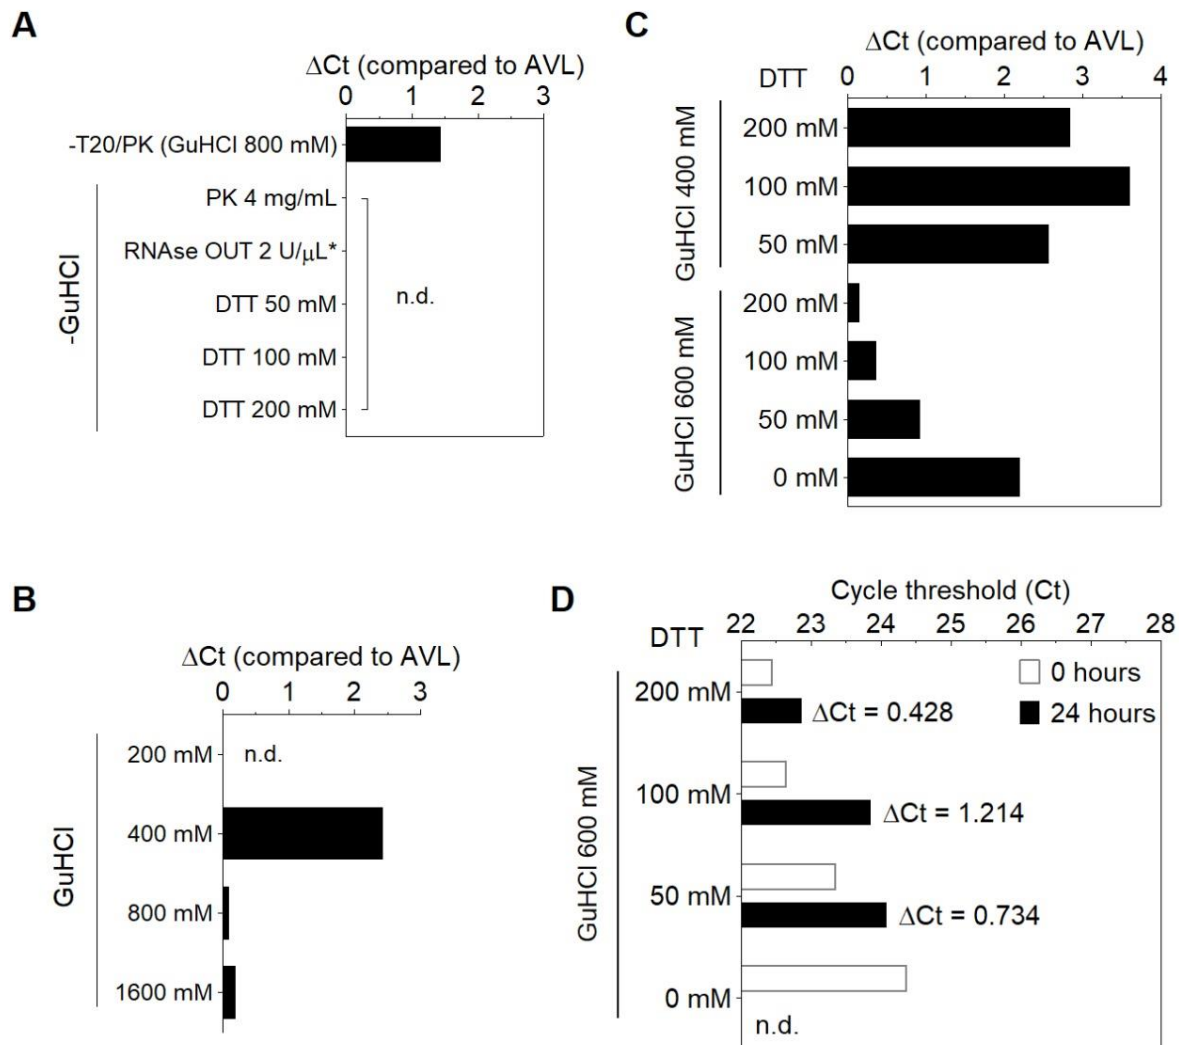 A
ΔCt (compared to AVL)
0 1 2 3
-T20/PK (GuHCl 800 mM)
-GuHCl
PK 4 mg/mL
RNAse OUT 2 U/μL*
DTT 50 mM
DTT 100 mM
DTT 200 mM
n.d.
B
ΔCt (compared to AVL)
0 1 2 3
GuHCl
200 mM
n.d.
400 mM
800 mM
1600 mM
C
ΔCt (compared to AVL)
DTT
0 1 2 3 4
GuHCl 400 mM
200 mM
100 mM
50 mM
GuHCl 600 mM
200 mM
100 mM
50 mM
0 mM
D
Cycle threshold (Ct)
DTT
22 23 24 25 26 27 28
0 hours
24 hours
GuHCl 600 mM
200 mM
ΔCt = 0.428
100 mM
ΔCt = 1.214
50 mM
ΔCt = 0.734
0 mM
n.d.